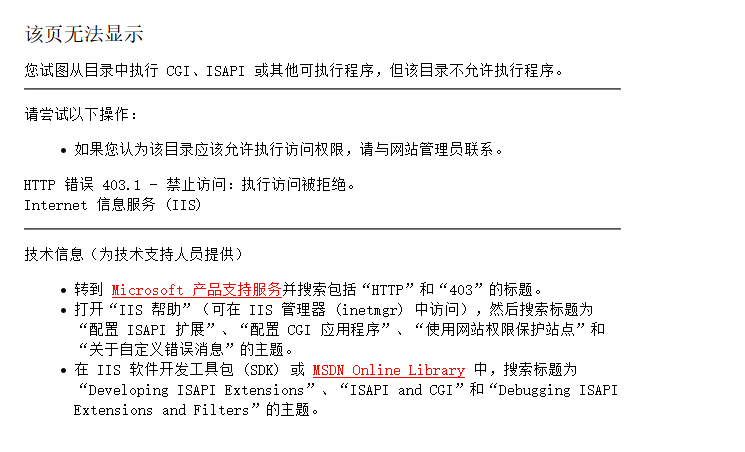 该页无法显示
您试图从目录中执行 CGI、ISAPI 或其他可执行程序，但该目录不允许执行程序。
请尝试以下操作：
• 如果您认为该目录应该允许执行访问权限，请与网站管理员联系。
HTTP 错误 403.1 - 禁止访问：执行访问被拒绝。
Internet 信息服务 (IIS)
技术信息（为技术支持人员提供）
• 转到 Microsoft 产品支持服务并搜索包括“HTTP”和“403”的标题。
• 打开“IIS 帮助”（可在 IIS 管理器 (inetmgr) 中访问），然后搜索标题为
“配置 ISAPI 扩展”、“配置 CGI 应用程序”、“使用网站权限保护站点”和
“关于自定义错误消息”的主题。
• 在 IIS 软件开发工具包 (SDK) 或 MSDN Online Library 中，搜索标题为
“Developing ISAPI Extensions”、“ISAPI and CGI”和“Debugging ISAPI
Extensions and Filters”的主题。